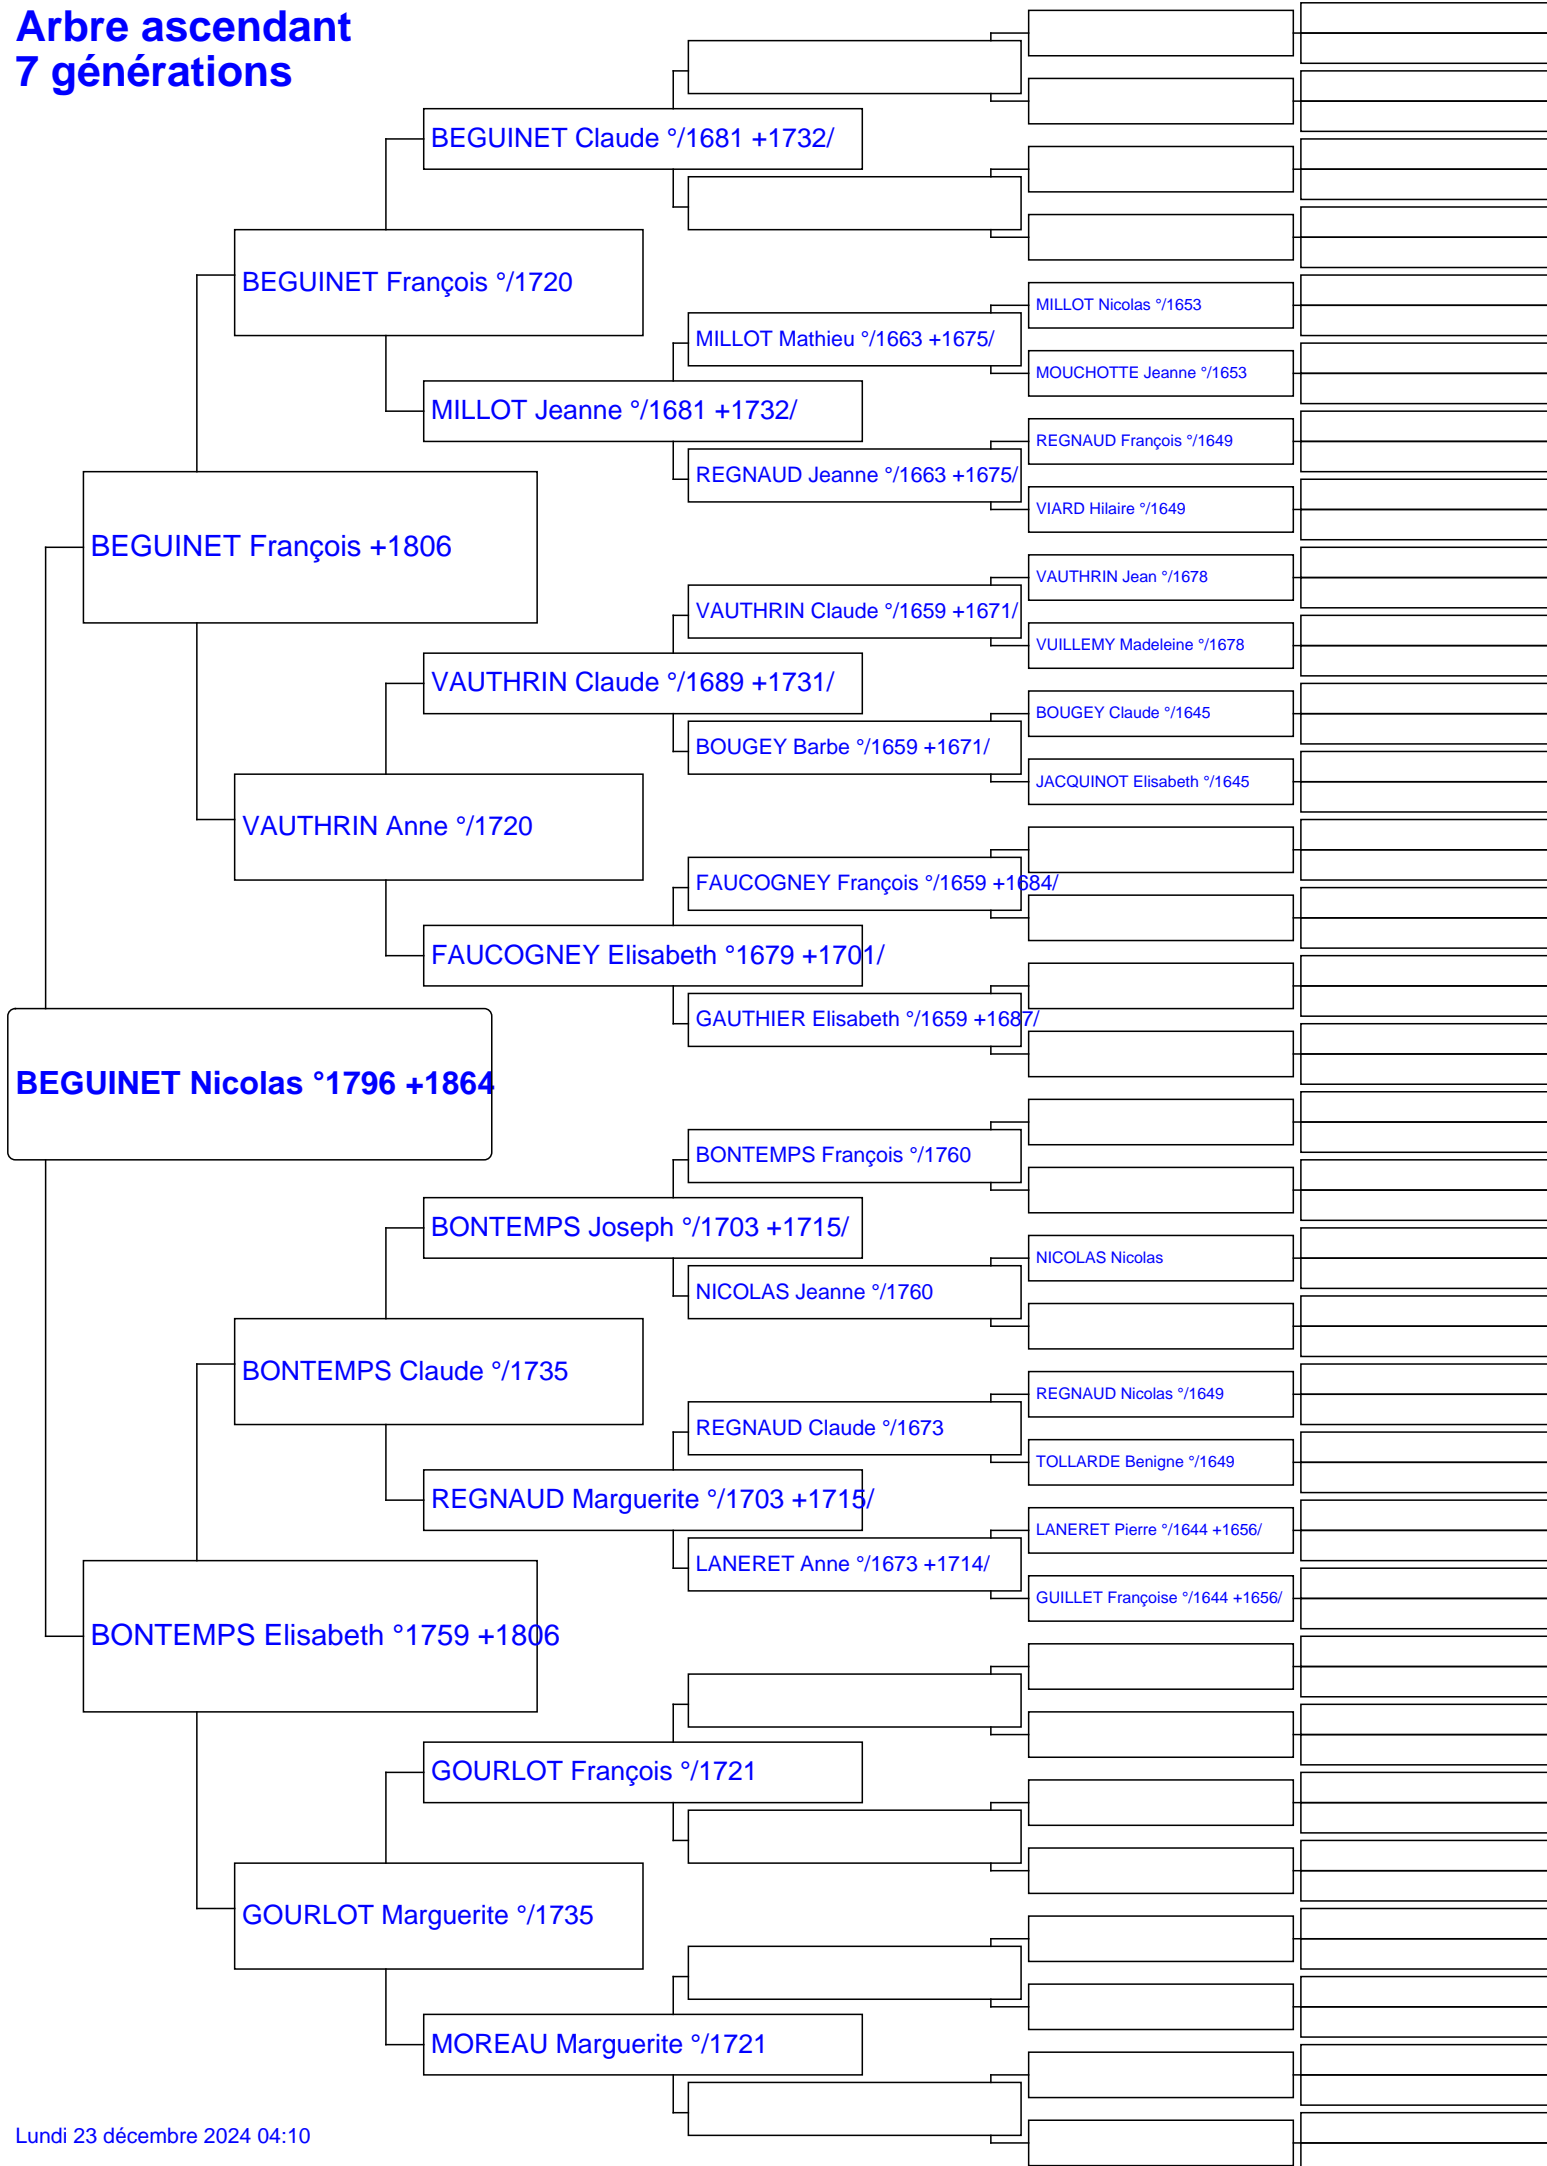 Arbre ascendant
7 générations
BEGUINET Claude °/1681 +1732/
BEGUINET François °/1720
MILLOT Nicolas °/1653
MILLOT Mathieu °/1663 +1675/
MOUCHOTTE Jeanne °/1653
MILLOT Jeanne °/1681 +1732/
REGNAUD François °/1649
REGNAUD Jeanne °/1663 +1675/
VIARD Hilaire °/1649
BEGUINET François +1806
VAUTHRIN Jean °/1678
VAUTHRIN Claude °/1659 +1671/
VUILLEMY Madeleine °/1678
VAUTHRIN Claude °/1689 +1731/
BOUGEY Claude °/1645
BOUGEY Barbe °/1659 +1671/
JACQUINOT Elisabeth °/1645
VAUTHRIN Anne °/1720
FAUCOGNEY François °/1659 +1684/
FAUCOGNEY Elisabeth °1679 +1701/
GAUTHIER Elisabeth °/1659 +1687/
BEGUINET Nicolas °1796 +1864
BONTEMPS François °/1760
BONTEMPS Joseph °/1703 +1715/
NICOLAS Nicolas
NICOLAS Jeanne °/1760
BONTEMPS Claude °/1735
REGNAUD Nicolas °/1649
REGNAUD Claude °/1673
TOLLARDE Benigne °/1649
REGNAUD Marguerite °/1703 +1715/
LANERET Pierre °/1644 +1656/
LANERET Anne °/1673 +1714/
GUILLET Françoise °/1644 +1656/
BONTEMPS Elisabeth °1759 +1806
GOURLOT François °/1721
GOURLOT Marguerite °/1735
MOREAU Marguerite °/1721
Lundi 23 décembre 2024 04:10